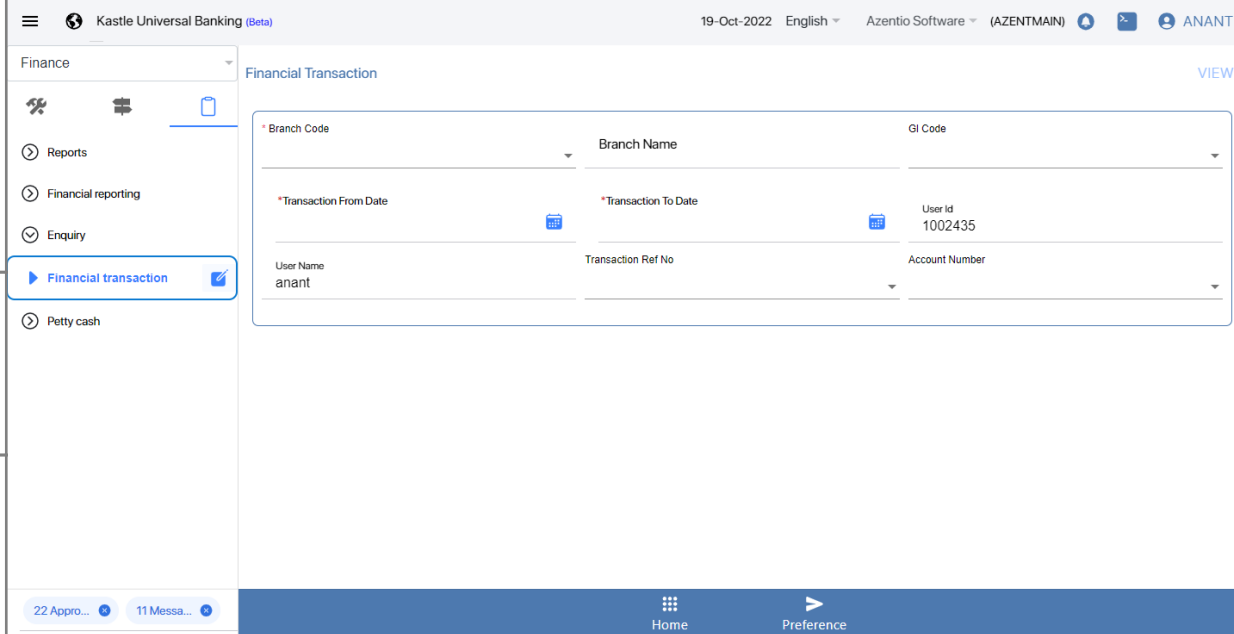 Kastle Universal Banking (Beta)
19-Oct-2022 English Azentio Software (AZENTMAIN) ANANT
Finance
Financial Transaction
VIEW
Reports
Financial reporting
Enquiry
Financial transaction
Petty cash
* Branch Code
Branch Name
Gl Code
*Transaction From Date
*Transaction To Date
User Id
1002435
User Name
anant
Transaction Ref No
Account Number
22 Appro... 11 Messa...
Home
Preference